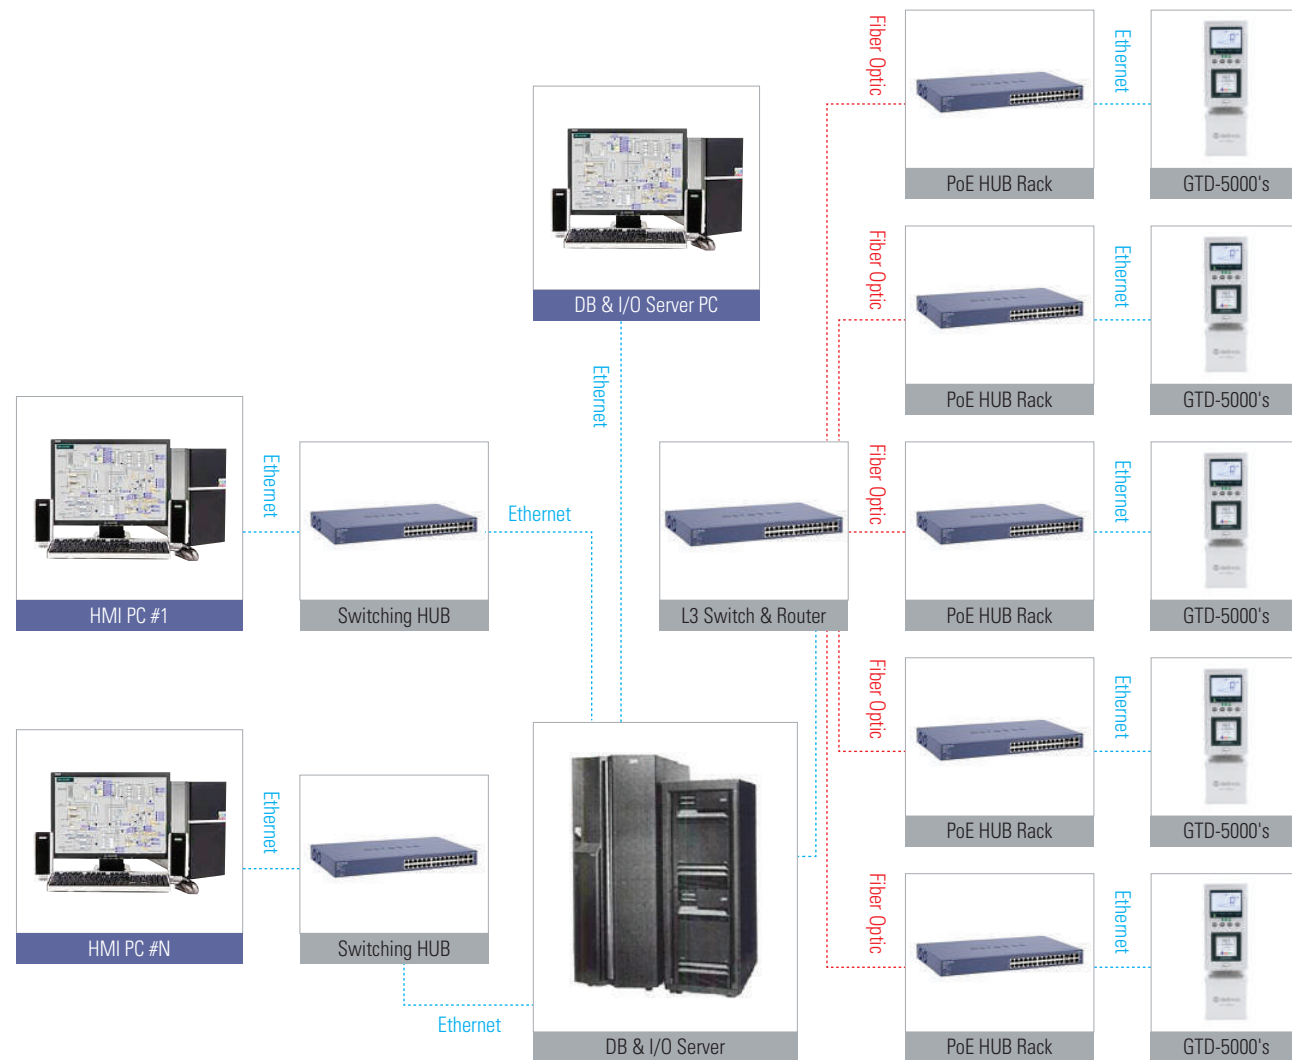 Fiber Optic
Ethernet
PoE HUB Rack
GTD-5000's
DB & I/O Server PC
Fiber Optic
Ethernet
PoE HUB Rack
GTD-5000's
Ethernet
HMI PC #1
Ethernet
Switching HUB
Ethernet
L3 Switch & Router
Fiber Optic
Ethernet
PoE HUB Rack
GTD-5000's
Fiber Optic
Ethernet
PoE HUB Rack
GTD-5000's
HMI PC #N
Ethernet
Switching HUB
Ethernet
DB & I/O Server
Fiber Optic
Ethernet
PoE HUB Rack
GTD-5000's